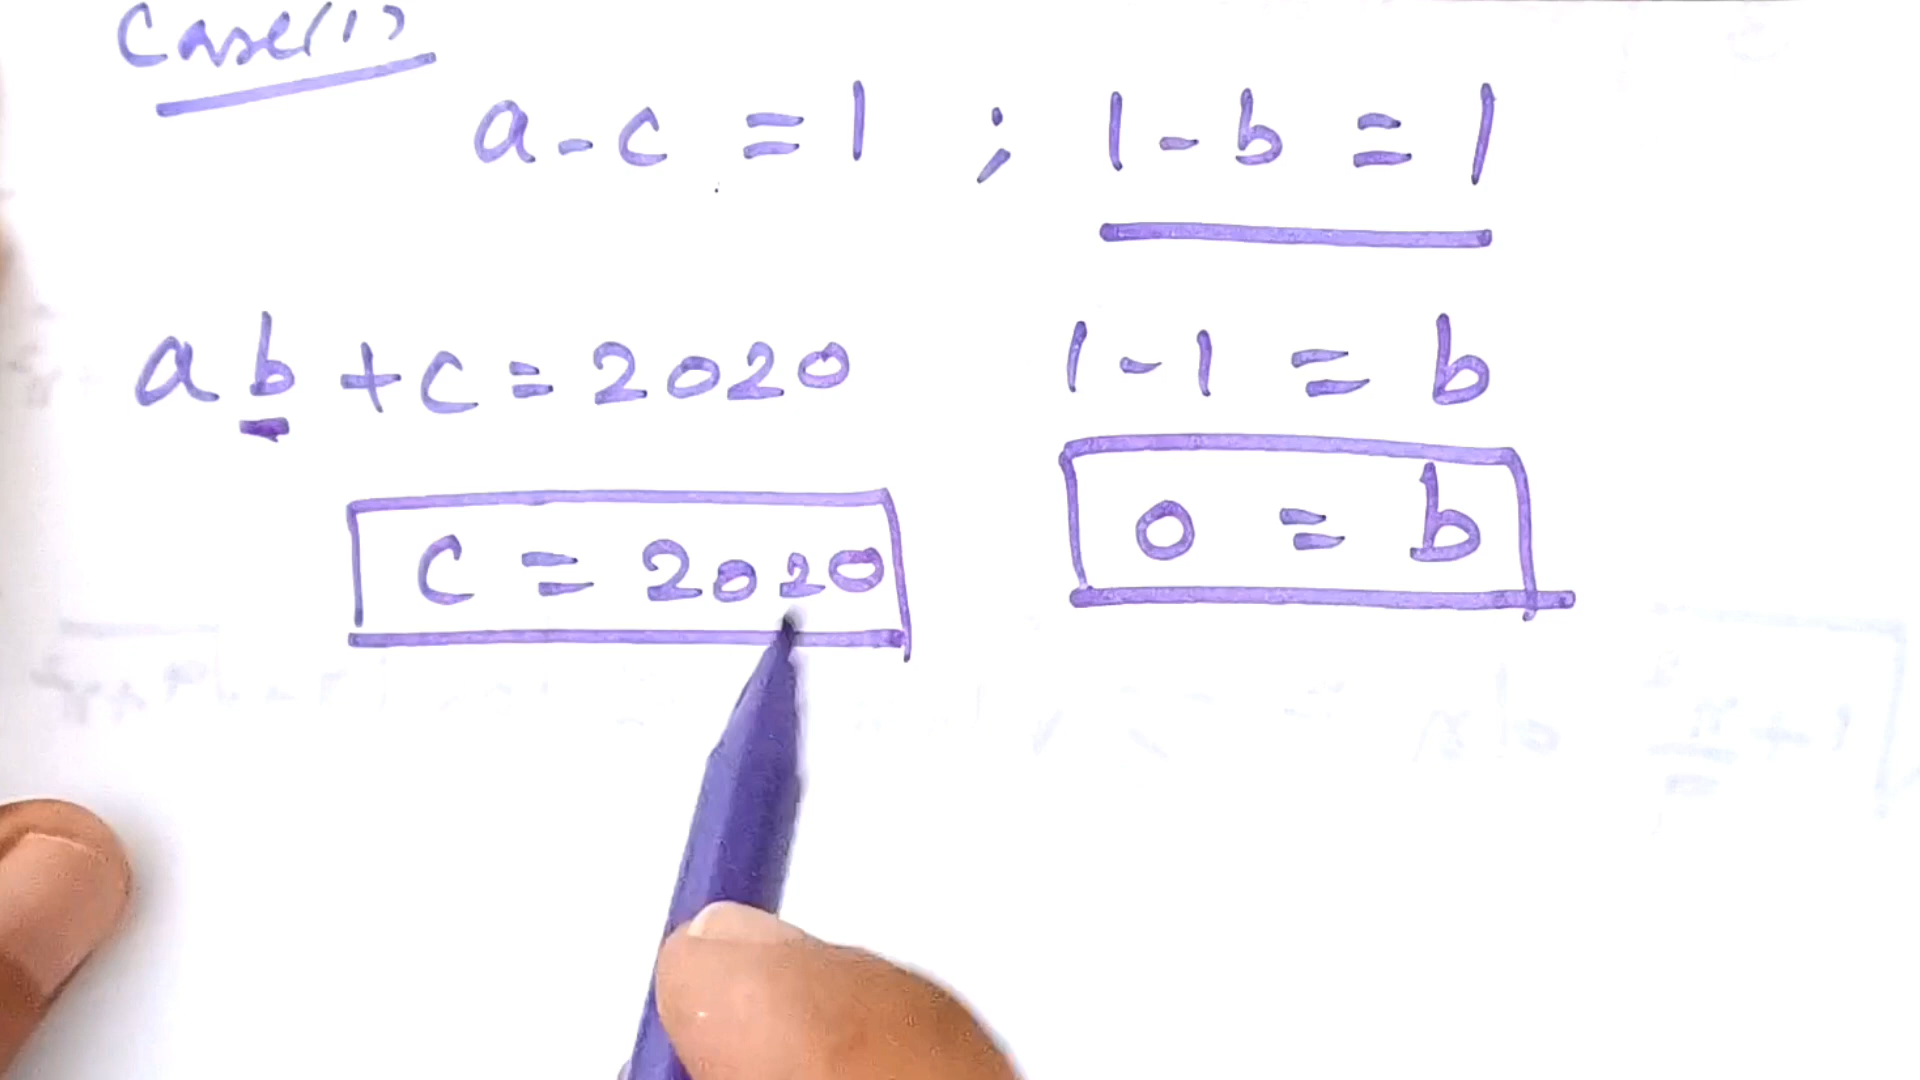 Case(1)
a - c = 1 ; 1 - b = 1
ab + c = 2020
1 - 1 = b
c = 2020
0 = b